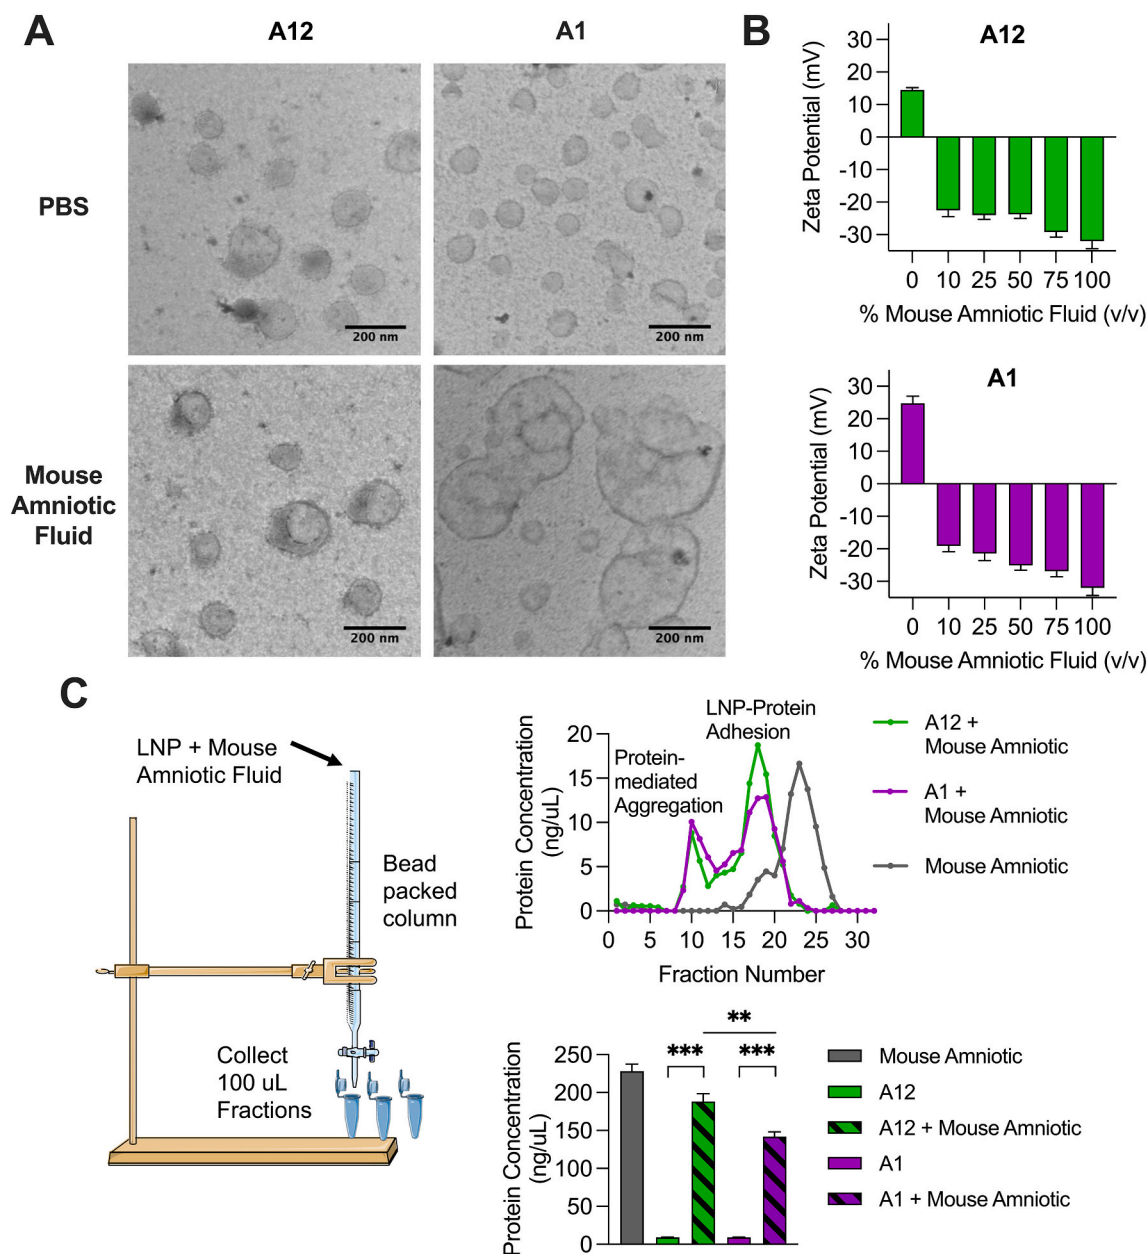 A
A12
A1
PBS
200 nm
200 nm
Mouse
Amniotic
Fluid
200 nm
200 nm
B
A12
Zeta Potential (mV)
30
20
10
0
-10
-20
-30
0 10 25 50 75 100
% Mouse Amniotic Fluid (v/v)
A1
Zeta Potential (mV)
30
20
10
0
-10
-20
-30
0 10 25 50 75 100
% Mouse Amniotic Fluid (v/v)
C
LNP + Mouse
Amniotic Fluid
Bead
packed
column
Collect
100 uL
Fractions
Protein Concentration
(ng/uL)
20
15
10
5
0
0 5 10 15 20 25 30
Fraction Number
Protein-
mediated
Aggregation
LNP-Protein
Adhesion
A12 +
Mouse Amniotic
A1 +
Mouse Amniotic
Mouse Amniotic
Protein Concentration
(ng/uL)
250
200
150
100
50
0
**
*** ***
Mouse Amniotic
A12
A12 + Mouse Amniotic
A1
A1 + Mouse Amniotic